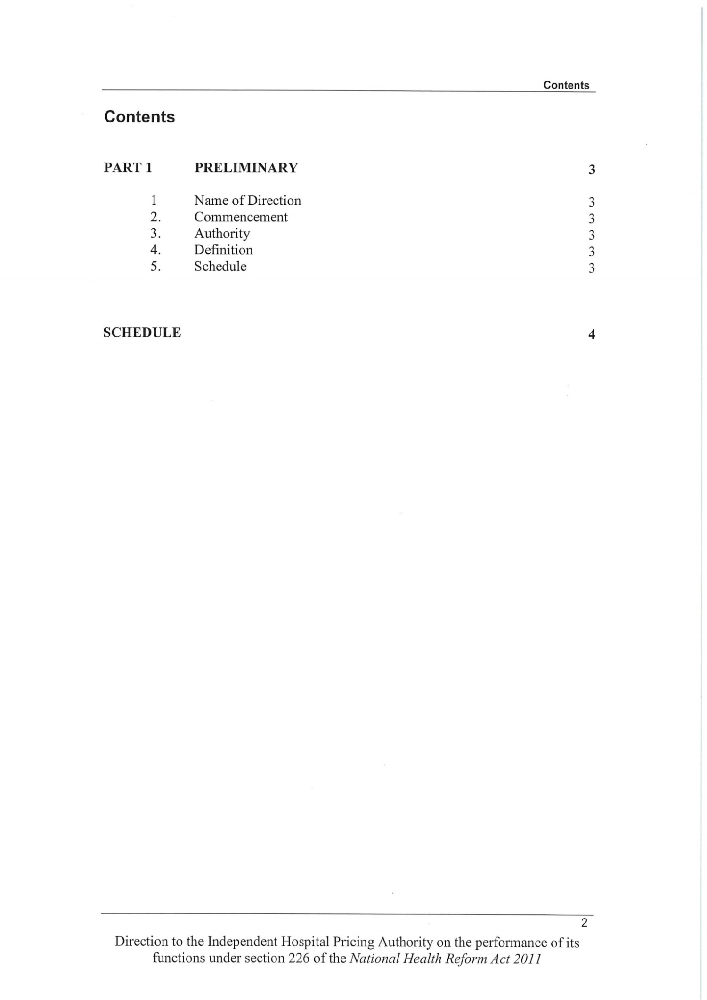 Contents
Contents
PART 1 PRELIMINARY 3
1 Name of Direction 3
2. Commencement 3
3. Authority 3
4. Definition 3
5. Schedule 3
SCHEDULE 4
2
Direction to the Independent Hospital Pricing Authority on the performance of its
functions under section 226 of the National Health Reform Act 2011